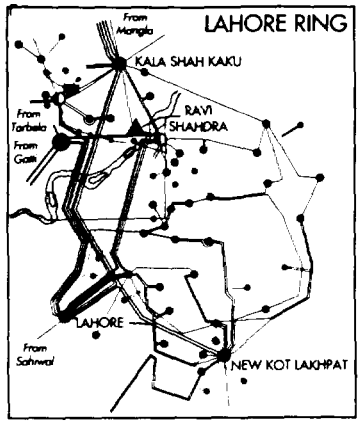 From
Mangla
LAHORE RING
KALA SHAH KAKU
From
Tarbela
RAVI
SHAHDRA
From
Gatti
LAHORE
From
Sahiwal
NEW KOT LAKHPAT